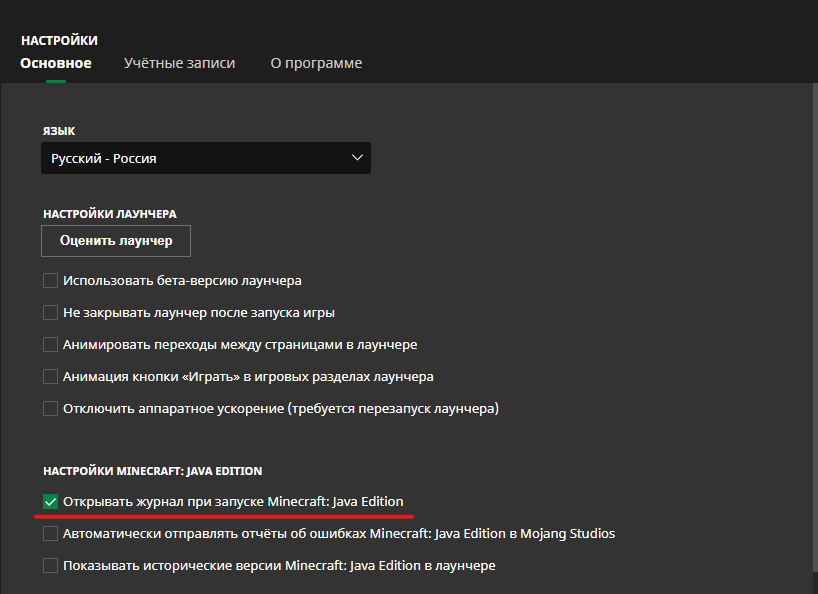 НАСТРОЙКИ
Основное Учётные записи О программе
ЯЗЫК
Русский - Россия
НАСТРОЙКИ ЛАУНЧЕРА
Оценить лаунчер
Использовать бета-версию лаунчера
Не закрывать лаунчер после запуска игры
Анимировать переходы между страницами в лаунчере
Анимация кнопки «Играть» в игровых разделах лаунчера
Отключить аппаратное ускорение (требуется перезапуск лаунчера)
НАСТРОЙКИ MINECRAFT: JAVA EDITION
Открывать журнал при запуске Minecraft: Java Edition
Автоматически отправлять отчёты об ошибках Minecraft: Java Edition в Mojang Studios
Показывать исторические версии Minecraft: Java Edition в лаунчере